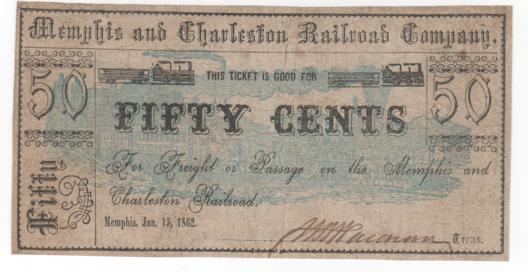 Memphis and Charleston Railroad Company.
50
50
THIS TICKET IS GOOD FOR
FIFTY CENTS
Fifty
For Freight or Passage on the Memphis and
Charleston Railroad.
Memphis, Jan. 15, 1862.
Treas.